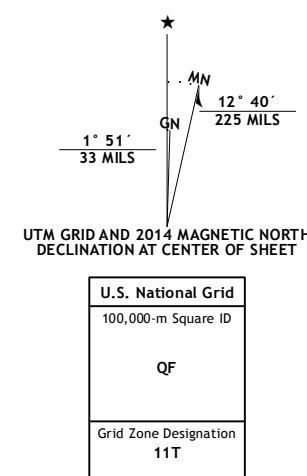 ★
MN
GN
12° 40´
225 MILS
1° 51´
33 MILS
UTM GRID AND 2014 MAGNETIC NORTH
DECLINATION AT CENTER OF SHEET
U.S. National Grid
100,000-m Square ID
QF
Grid Zone Designation
11T